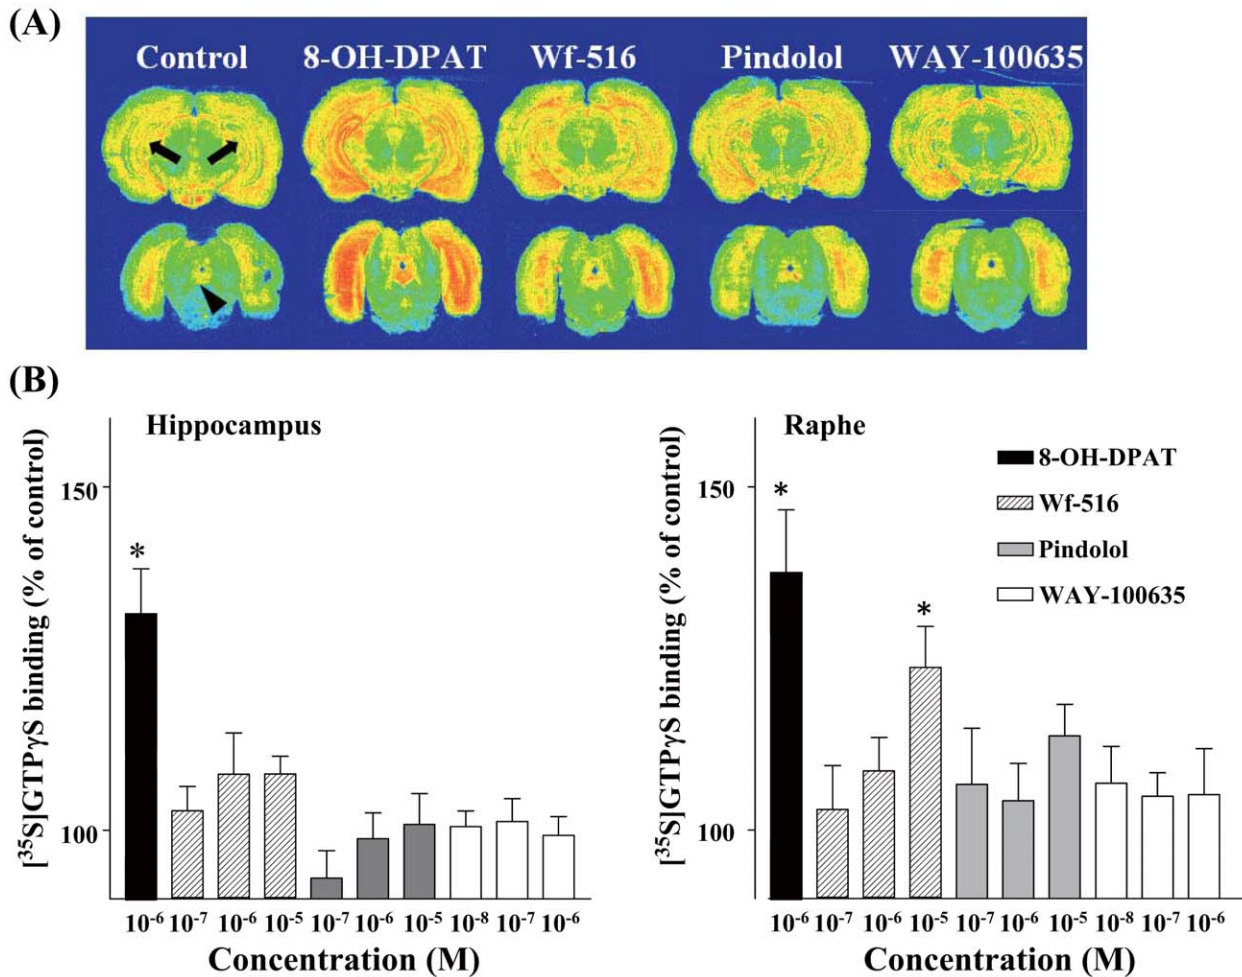 (A)
Control 8-OH-DPAT Wf-516 Pindolol WAY-100635
(B)
Hippocampus
[³⁵S]GTPγS binding (% of control)
150
*
100
10⁻⁶ 10⁻⁷ 10⁻⁶ 10⁻⁵ 10⁻⁷ 10⁻⁶ 10⁻⁵ 10⁻⁸ 10⁻⁷ 10⁻⁶
Concentration (M)
Raphe
[³⁵S]GTPγS binding (% of control)
150
*
*
100
8-OH-DPAT
Wf-516
Pindolol
WAY-100635
10⁻⁶ 10⁻⁷ 10⁻⁶ 10⁻⁵ 10⁻⁷ 10⁻⁶ 10⁻⁵ 10⁻⁸ 10⁻⁷ 10⁻⁶
Concentration (M)